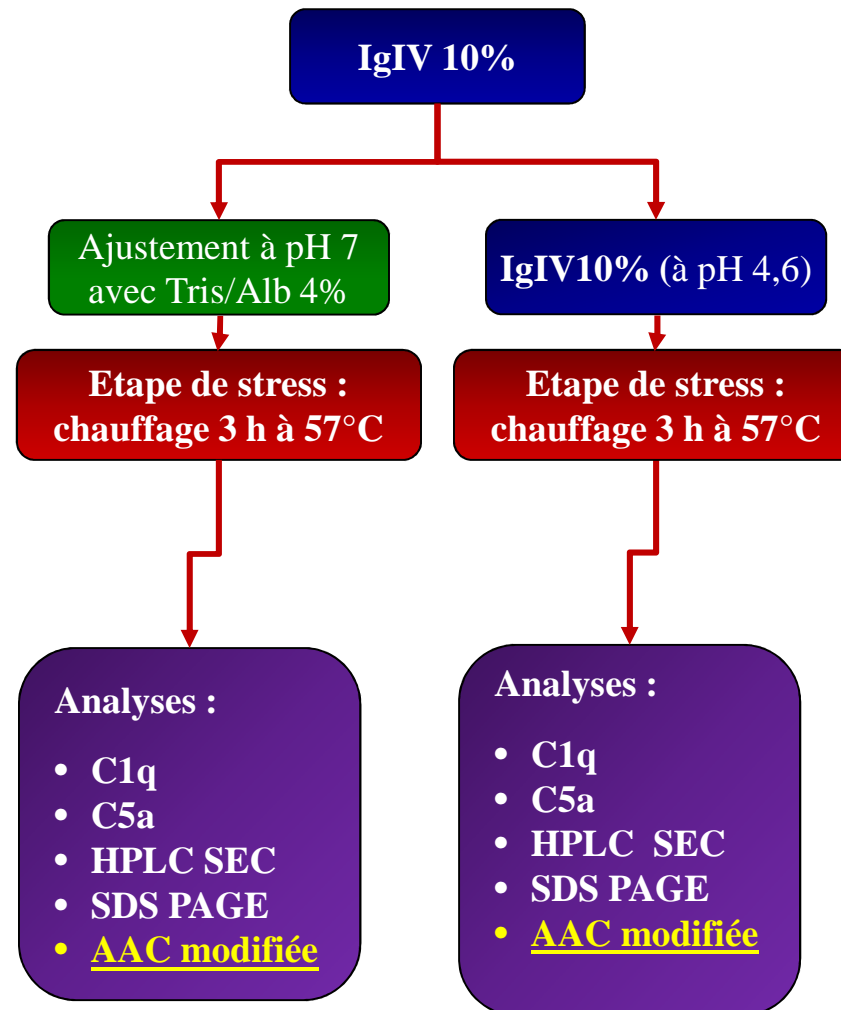 IgIV 10%
Ajustement à pH 7
avec Tris/Alb 4%
IgIV10% (à pH 4,6)
Etape de stress :
chauffage 3 h à 57°C
Etape de stress :
chauffage 3 h à 57°C
Analyses :
• C1q
• C5a
• HPLC SEC
• SDS PAGE
• AAC modifiée
Analyses :
• C1q
• C5a
• HPLC SEC
• SDS PAGE
• AAC modifiée